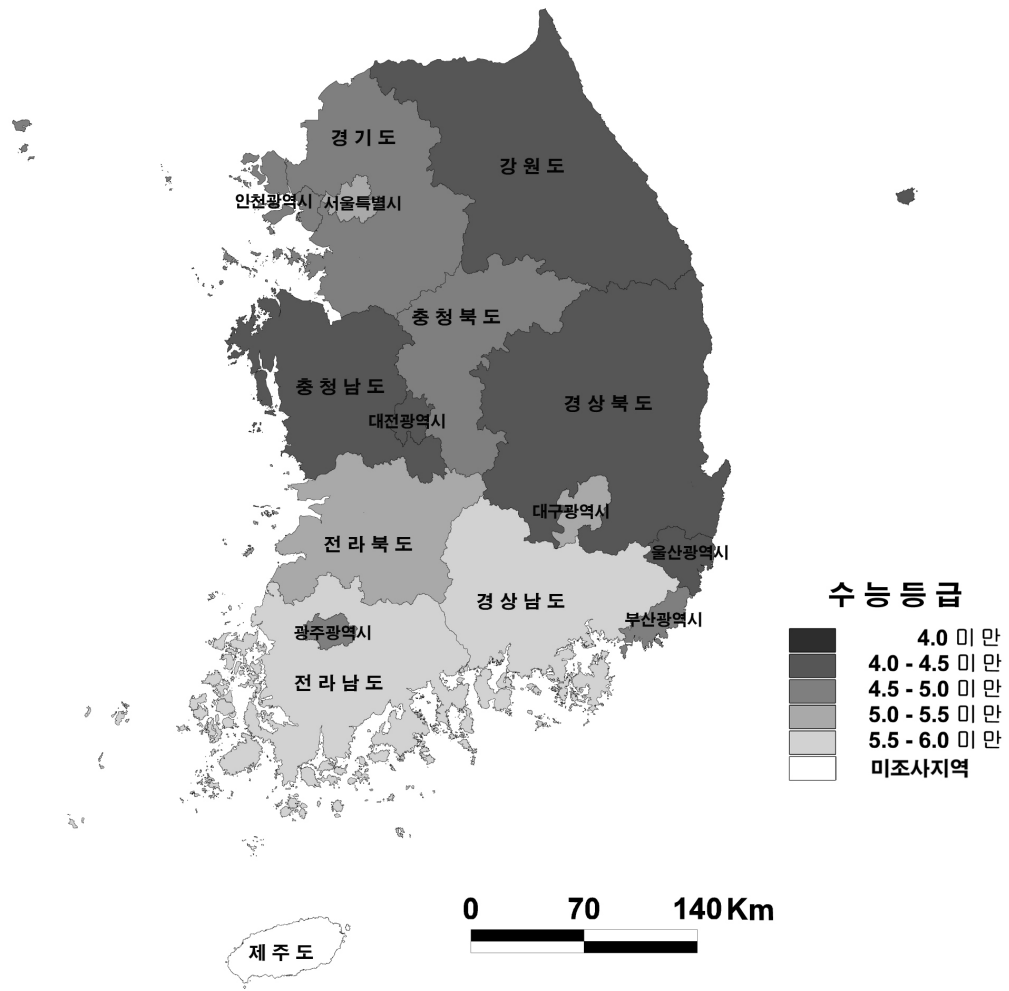 경기도
강원도
인천광역시
서울특별시
충청북도
충청남도
경상북도
대전광역시
대구광역시
전라북도
울산광역시
경상남도
부산광역시
광주광역시
전라남도
제주도
수능등급
4.0 미만
4.0 - 4.5 미만
4.5 - 5.0 미만
5.0 - 5.5 미만
5.5 - 6.0 미만
미조사지역
0 70 140 Km